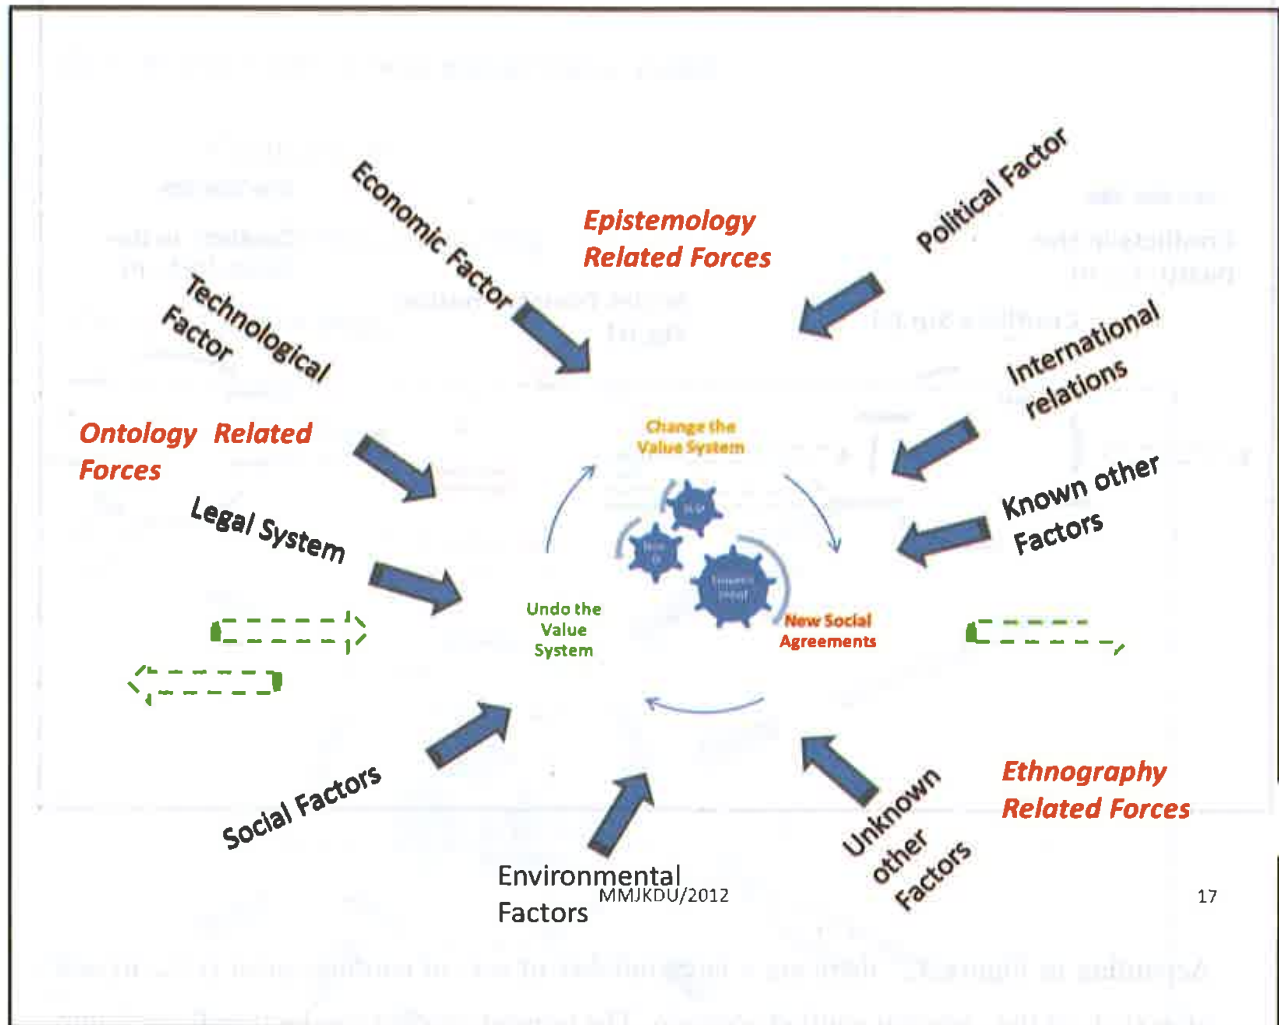 Economic Factor
Epistemology
Related Forces
Political Factor
Technological
Factor
International
relations
Ontology Related
Forces
Change the
Value System
Legal System
Known other
Factors
Undo the
Value
System
New Social
Agreements
Social Factors
Ethnography
Related Forces
Unknown
other
Factors
Environmental
Factors
MMJKDU/2012
17